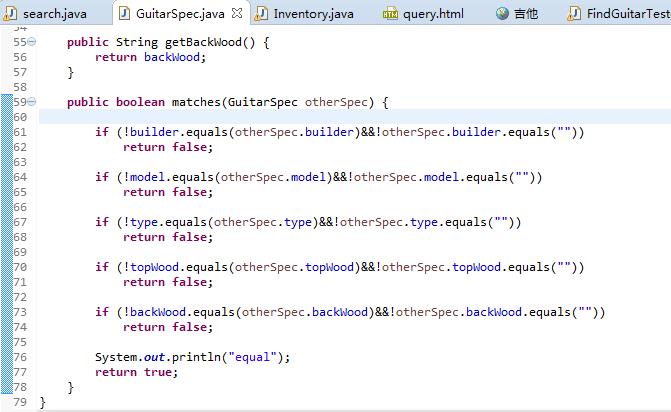 search.java GuitarSpec.java Inventory.java query.html 吉他 FindGuitarTest
54
55 public String getBackWood() {
56 return backWood;
57 }
58
59 public boolean matches(GuitarSpec otherSpec) {
60
61 if (!builder.equals(otherSpec.builder)&&!otherSpec.builder.equals(""))
62 return false;
63
64 if (!model.equals(otherSpec.model)&&!otherSpec.model.equals(""))
65 return false;
66
67 if (!type.equals(otherSpec.type)&&!otherSpec.type.equals(""))
68 return false;
69
70 if (!topWood.equals(otherSpec.topWood)&&!otherSpec.topWood.equals(""))
71 return false;
72
73 if (!backWood.equals(otherSpec.backWood)&&!otherSpec.backWood.equals(""))
74 return false;
75
76 System.out.println("equal");
77 return true;
78 }
79 }